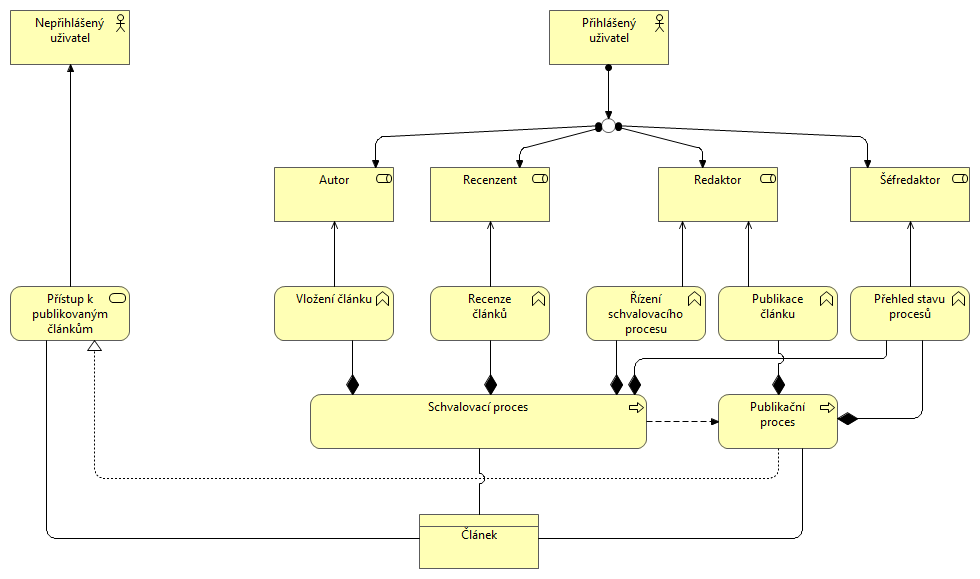 Nepřihlášený
uživatel
Přihlášený
uživatel
Autor
Recenzent
Redaktor
Šéfredaktor
Přístup k
publikovaným
článkům
Vložení článku
Recenze
článků
Řízení
schvalovacího
procesu
Publikace
článku
Přehled stavu
procesů
Schvalovací proces
Publikační
proces
Článek